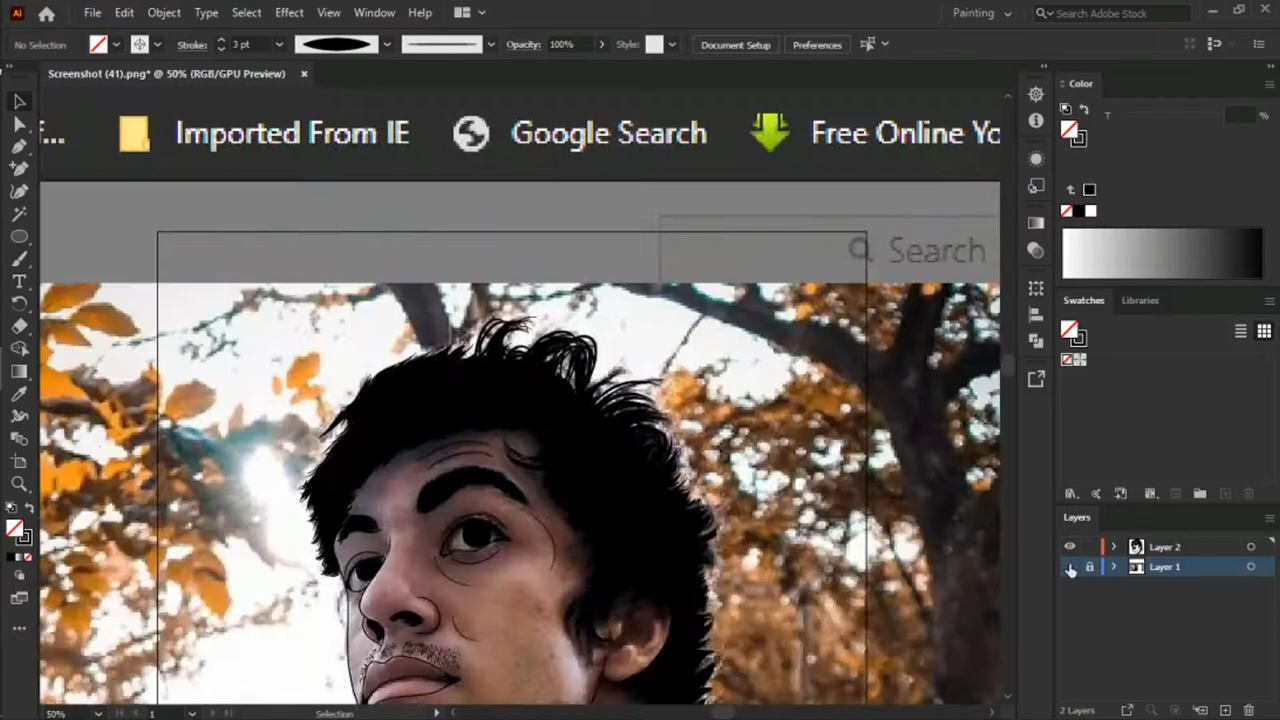 Ai File Edit Object Type Select Effect View Window Help Painting Search Adobe Stock
No Selection Stroke: 3 pt Opacity: 100% Style: Document Setup Preferences
Screenshot (41).png* @ 50% (RGB/GPU Preview)
Color
f... Imported From IE Google Search Free Online Yo
T %
Search
Swatches Libraries
Layers
Layer 2
Layer 1
50% 1 Selection 2 Layers